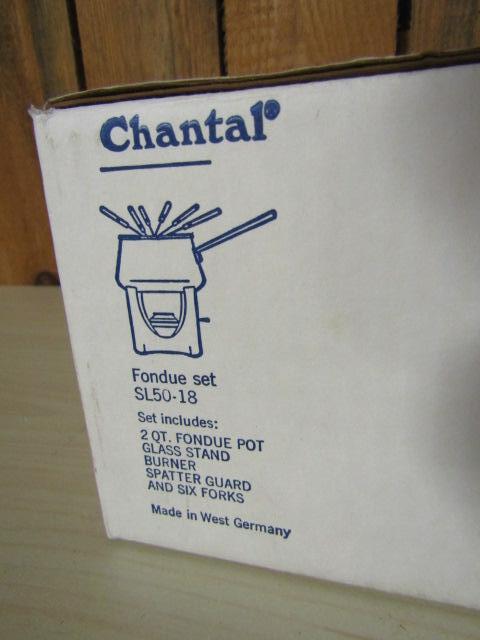 Chantal®
Fondue set
SL50-18
Set includes:
2 QT. FONDUE POT
GLASS STAND
BURNER
SPATTER GUARD
AND SIX FORKS
Made in West Germany